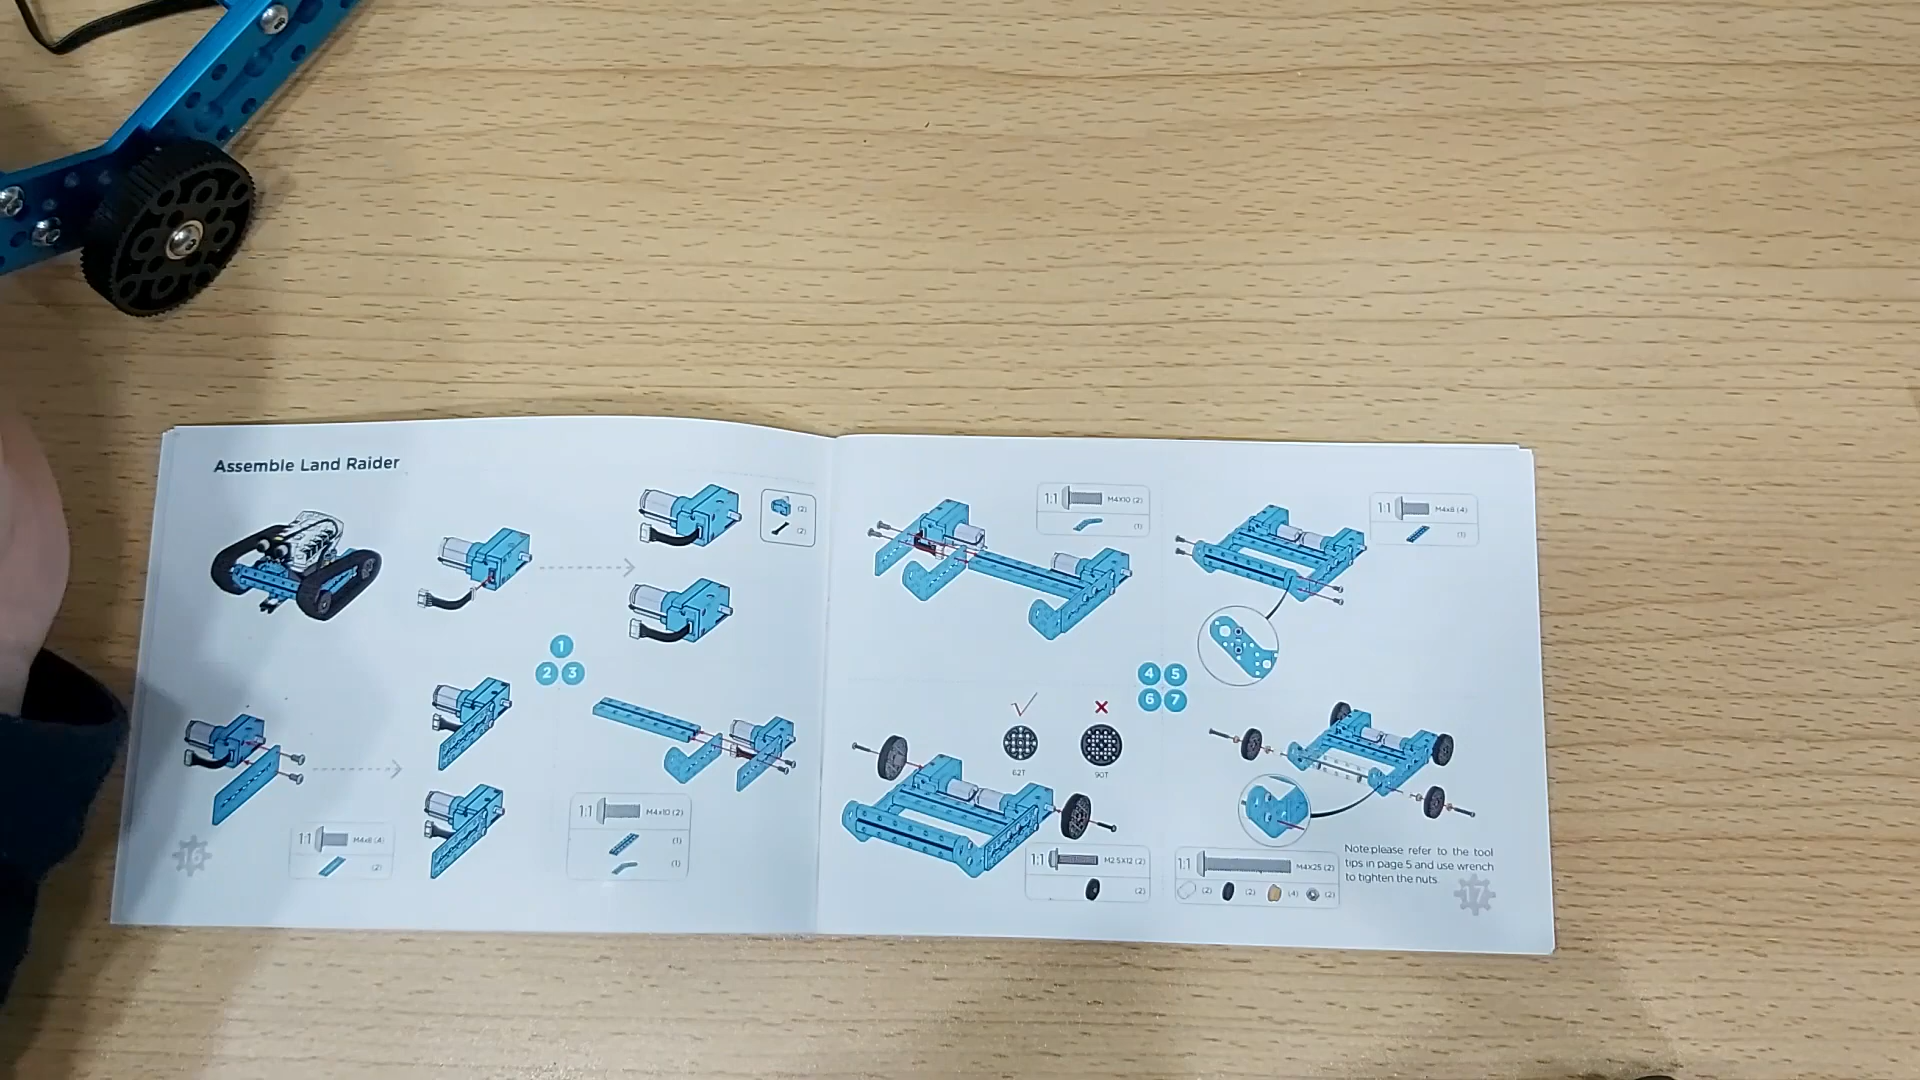 Assemble Land Raider
(2)
(2)
1
2 3
1:1 M4x8 (4)
(2)
1:1 M4x10 (2)
(1)
(1)
16
1:1 M4X10 (2)
(1)
1:1 M4x8 (4)
(1)
4 5
6 7
62T 90T
1:1 M2.5X12 (2)
(2)
1:1 M4X25 (2)
(2) (2) (4) (2)
Note:please refer to the tool
tips in page 5 and use wrench
to tighten the nuts.
17